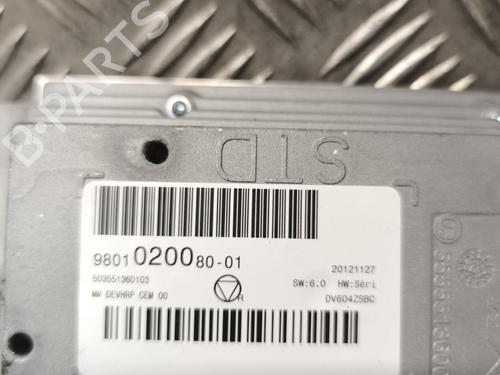 B-PARTS
STD
9801020080-01
20121127
503551360103
SW:6.0 HW:Séri
MM DEVHRP CEM 00
R
DV604ZSBC